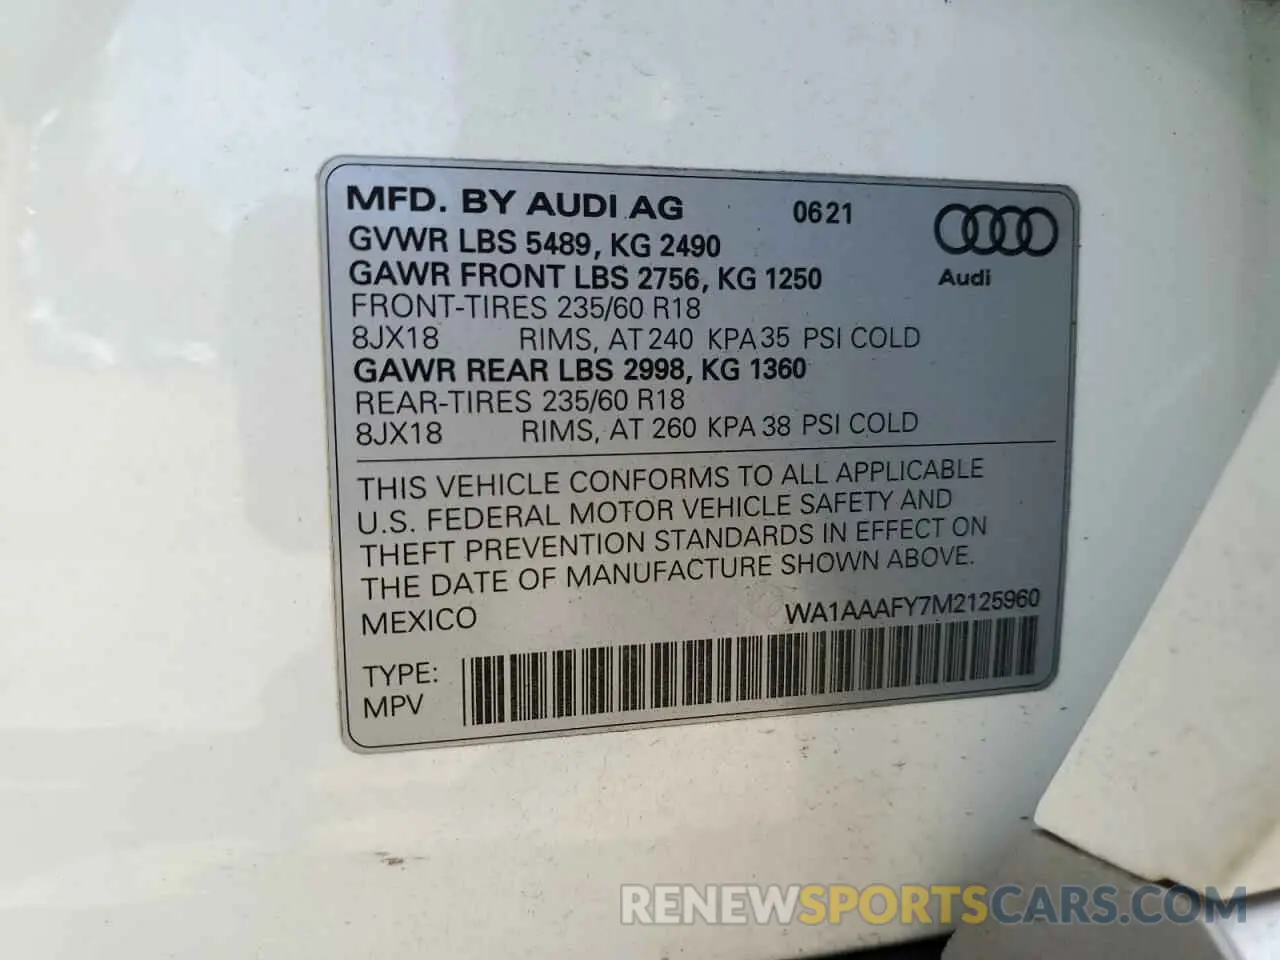 MFD. BY AUDI AG 0621
GVWR LBS 5489, KG 2490
GAWR FRONT LBS 2756, KG 1250
Audi
FRONT-TIRES 235/60 R18
8JX18 RIMS, AT 240 KPA 35 PSI COLD
GAWR REAR LBS 2998, KG 1360
REAR-TIRES 235/60 R18
8JX18 RIMS, AT 260 KPA 38 PSI COLD
THIS VEHICLE CONFORMS TO ALL APPLICABLE
U.S. FEDERAL MOTOR VEHICLE SAFETY AND
THEFT PREVENTION STANDARDS IN EFFECT ON
THE DATE OF MANUFACTURE SHOWN ABOVE.
MEXICO WA1AAAFY7M2125960
TYPE:
MPV
RENEWSPORTSCARS.COM